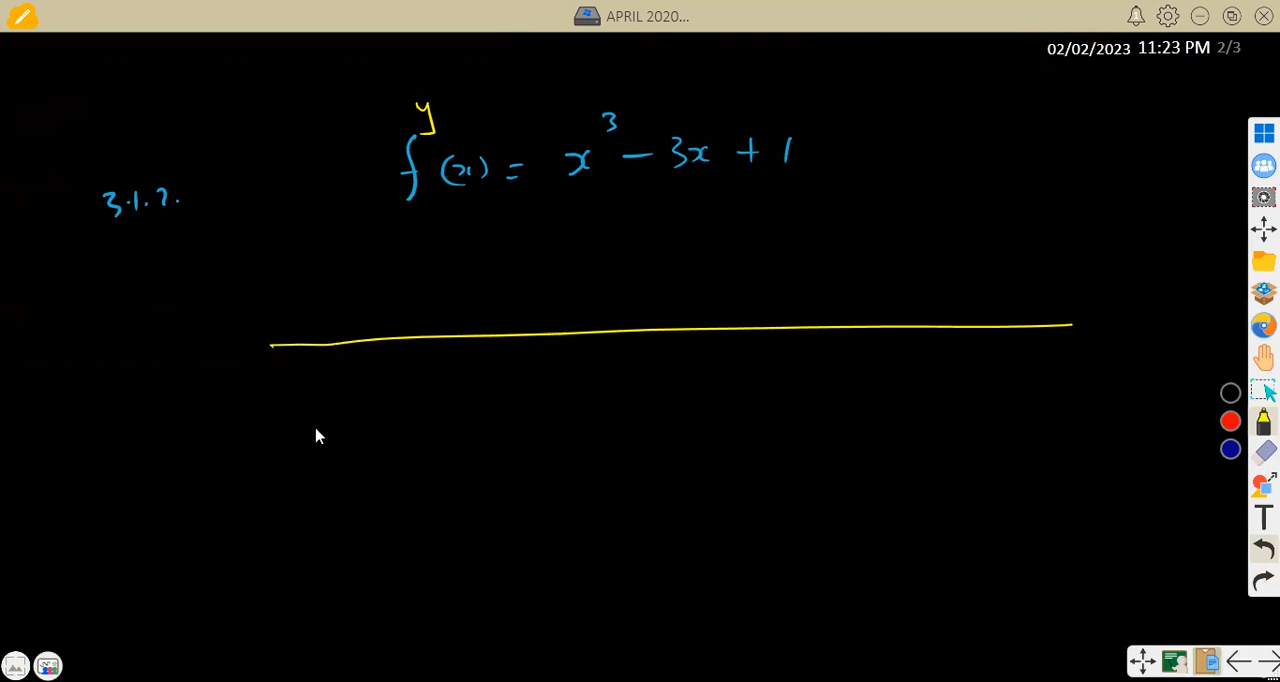 APRIL 2020...
02/02/2023 11:23 PM 2/3
y
f(x) = x³ - 3x + 1
3.1.2.
T